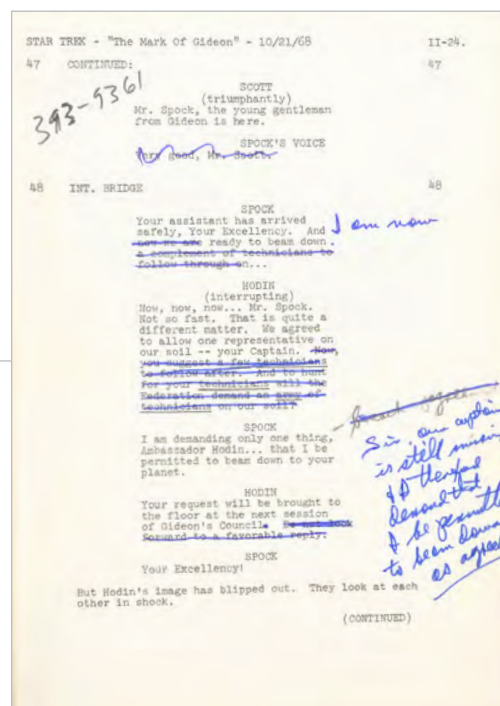 STAR TREK - "The Mark Of Gideon" - 10/21/68 II-24.
47 CONTINUED: 47
393-9361
SCOTT
(triumphantly)
Mr. Spock, the young gentleman
from Gideon is here.
SPOCK'S VOICE
Very good, Mr. Scott.
48 INT. BRIDGE 48
SPOCK
Your assistant has arrived
safely, Your Excellency. And I am now
now we are ready to beam down.
a complement of technicians to
follow through on...
HODIN
(interrupting)
Now, now, now... Mr. Spock.
Not so fast. That is quite a
different matter. We agreed
to allow one representative on
our soil -- your Captain. Now,
you suggest a few technicians
to follow after. And to hunt
for your technicians will the
Federation demand an army of
technicians on our soil?
SPOCK
I am demanding only one thing,
Ambassador Hodin... that I be
permitted to beam down to your
planet.
Sir, our captain
is still missing
& I therefore
demand that
I be permitted
to beam down
as agreed
HODIN
Your request will be brought to
the floor at the next session
of Gideon's Council. Do not look
forward to a favorable reply.
SPOCK
Your Excellency!
But Hodin's image has blipped out. They look at each
other in shock.
(CONTINUED)